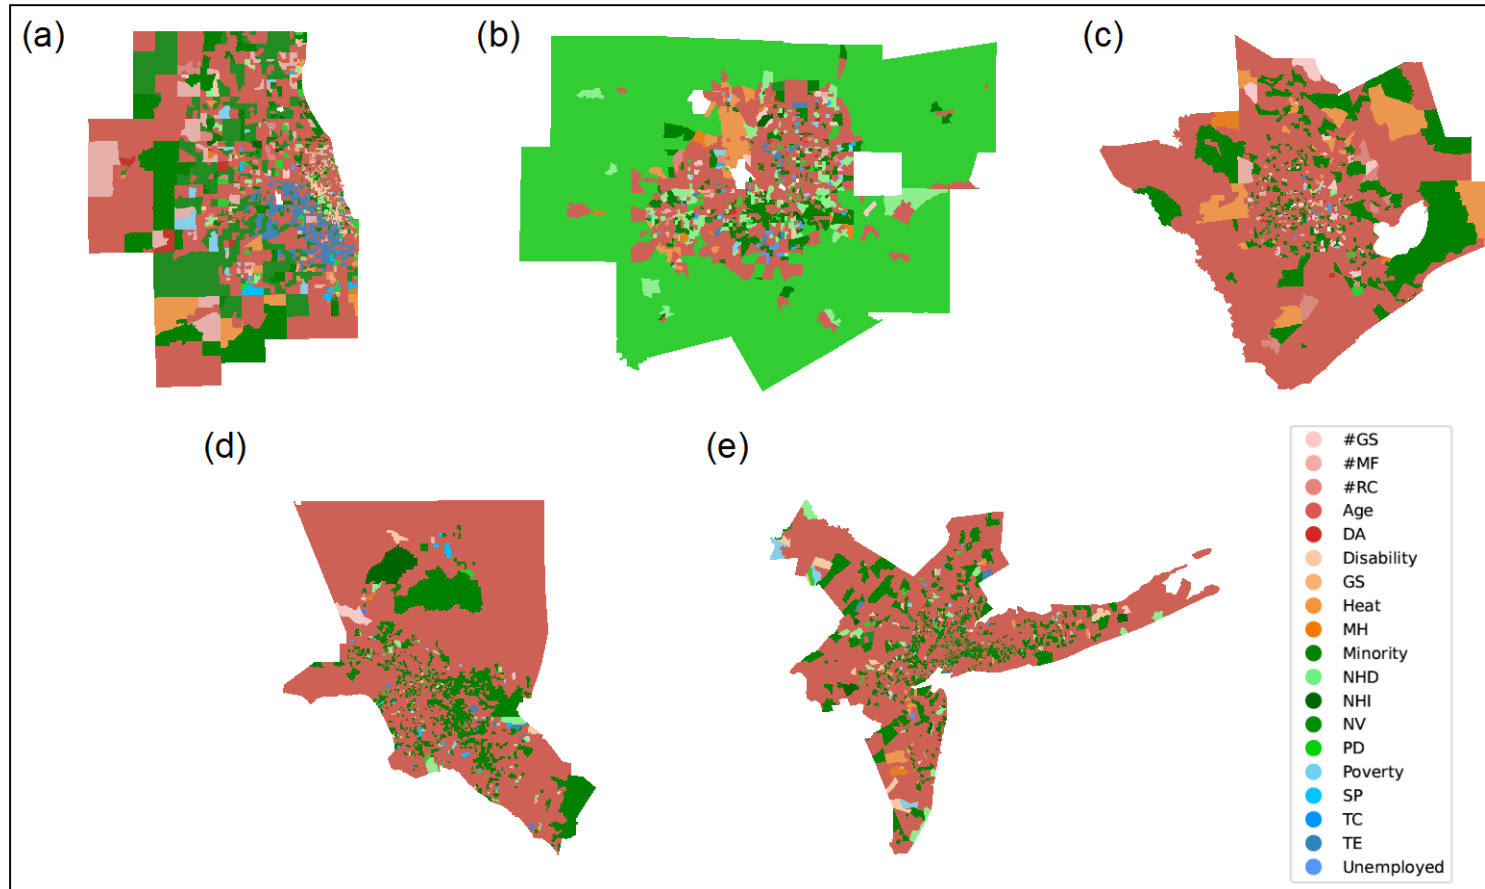 (a)
(b)
(c)
(d)
(e)
#GS
#MF
#RC
Age
DA
Disability
GS
Heat
MH
Minority
NHD
NHI
NV
PD
Poverty
SP
TC
TE
Unemployed